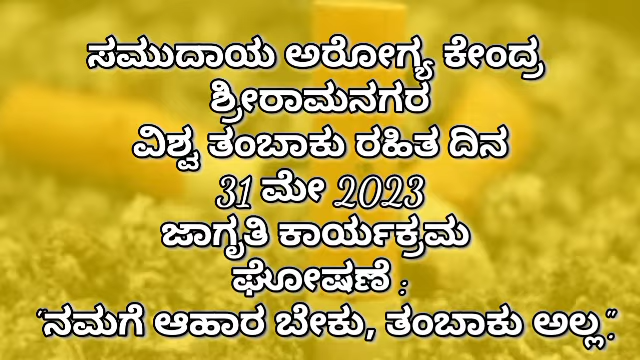 ಸಮುದಾಯ ಅರೋಗ್ಯ ಕೇಂದ್ರ
ಶ್ರೀರಾಮನಗರ
ವಿಶ್ವ ತಂಬಾಕು ರಹಿತ ದಿನ
31 ಮೇ 2023
ಜಾಗೃತಿ ಕಾರ್ಯಕ್ರಮ
ಘೋಷಣೆ :
"ನಮಗೆ ಆಹಾರ ಬೇಕು, ತಂಬಾಕು ಅಲ್ಲ."